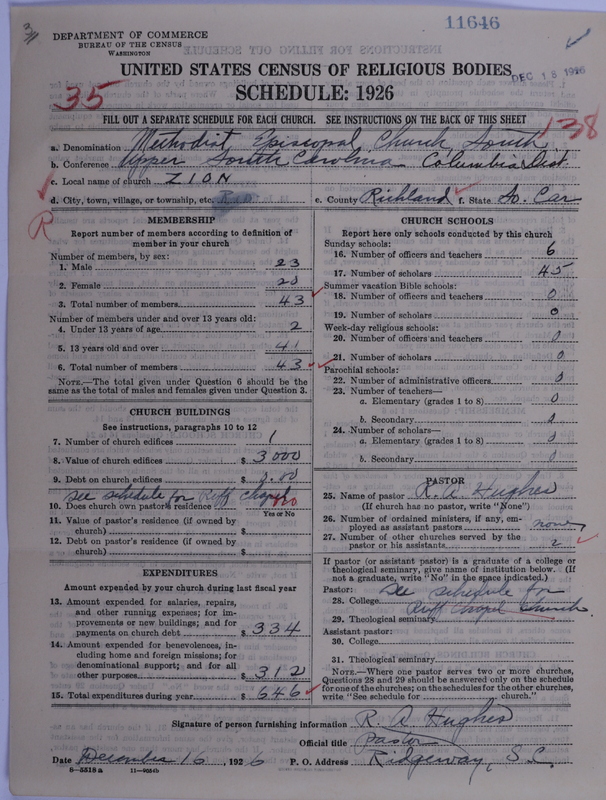 11646
DEPARTMENT OF COMMERCE
BUREAU OF THE CENSUS
WASHINGTON
DEC 18 1926
UNITED STATES CENSUS OF RELIGIOUS BODIES
SCHEDULE: 1926
35
FILL OUT A SEPARATE SCHEDULE FOR EACH CHURCH. SEE INSTRUCTIONS ON THE BACK OF THIS SHEET
138
a. Denomination Methodist Episcopal Church, South
b. Conference Upper South Carolina Columbia Dist.
c. Local name of church ZION
d. City, town, village, or township, etc. e. County Richland f. State So. Car
R
MEMBERSHIP
Report number of members according to definition of
member in your church
Number of members, by sex:
1. Male 23
2. Female 20
3. Total number of members 43
Number of members under and over 13 years old:
4. Under 13 years of age 2
5. 13 years old and over 41
6. Total number of members 43
NOTE.—The total given under Question 6 should be
the same as the total of males and females given under Question 3.
CHURCH BUILDINGS
See instructions, paragraphs 10 to 12
7. Number of church edifices 1
8. Value of church edifices $ 3000
9. Debt on church edifices $
see schedule for Ruff Chapel
10. Does church own pastor's residence no
Yes or No
11. Value of pastor's residence (if owned by
church) $
12. Debt on pastor's residence (if owned by
church) $
EXPENDITURES
Amount expended by your church during last fiscal year
13. Amount expended for salaries, repairs,
and other running expenses; for im-
provements or new buildings; and for
payments on church debt $ 334
14. Amount expended for benevolences, in-
cluding home and foreign missions; for
denominational support; and for all
other purposes $ 312
15. Total expenditures during year $ 646
CHURCH SCHOOLS
Report here only schools conducted by this church
Sunday schools:
16. Number of officers and teachers 6
17. Number of scholars 45
Summer vacation Bible schools:
18. Number of officers and teachers 0
19. Number of scholars 0
Week-day religious schools:
20. Number of officers and teachers 0
21. Number of scholars 0
Parochial schools:
22. Number of administrative officers 0
23. Number of teachers—
a. Elementary (grades 1 to 8) 0
b. Secondary
24. Number of scholars—
a. Elementary (grades 1 to 8) 0
b. Secondary 0
PASTOR
25. Name of pastor R. A. Hughes
(If church has no pastor, write "None")
26. Number of ordained ministers, if any, em-
ployed as assistant pastors none
27. Number of other churches served by the
pastor or his assistants 2
If pastor (or assistant pastor) is a graduate of a college or
theological seminary, give name of institution below. (If
not a graduate, write "No" in the space indicated.)
Pastor: See schedule for
28. College Ruff Chapel Church
29. Theological seminary
Assistant pastor:
30. College
31. Theological seminary
NOTE.—Where one pastor serves two or more churches,
Questions 28 and 29 should be answered only on the schedule
for one of the churches; on the schedules for the other churches,
write "See schedule for church."
Signature of person furnishing information R. A. Hughes
Official title Pastor
Date December 16, 1926 P. O. Address Ridgeway, S.C.
8—5518 a 11—9054b